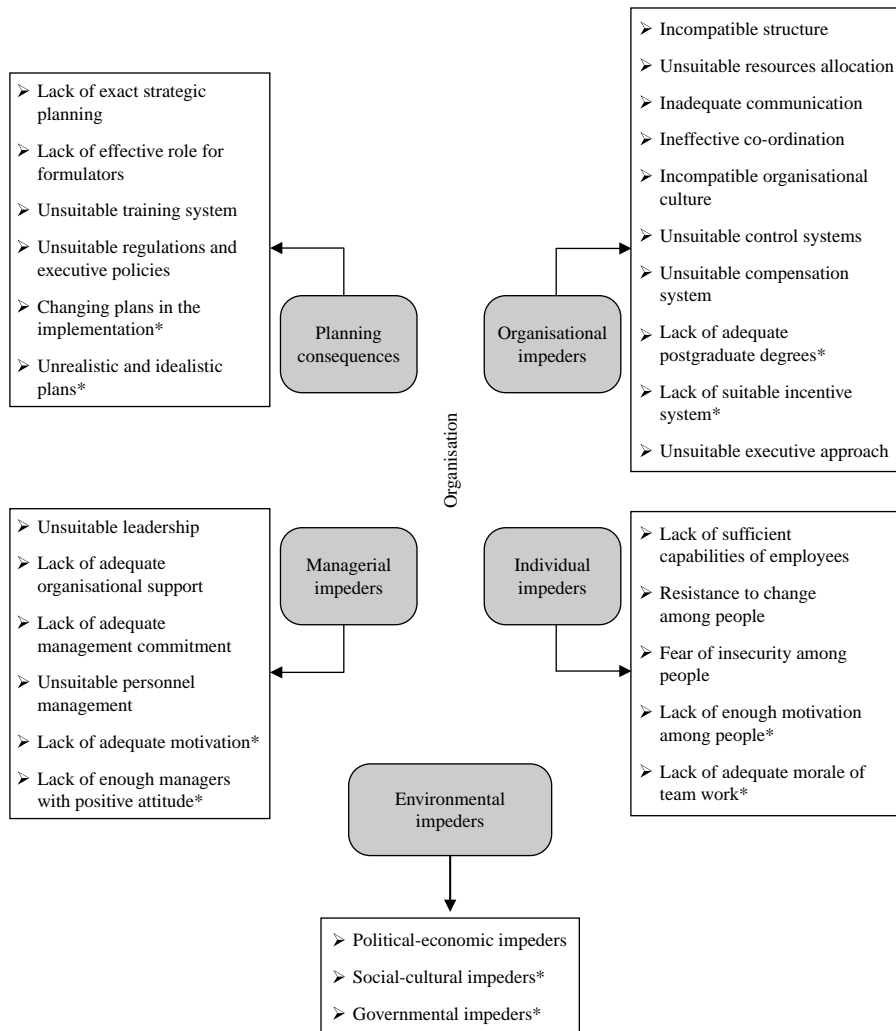 Lack of exact strategic
planning
Lack of effective role for
formulators
Unsuitable training system
Unsuitable regulations and
executive policies
Changing plans in the
implementation*
Unrealistic and idealistic
plans*
Planning
consequences
Incompatible structure
Unsuitable resources allocation
Inadequate communication
Ineffective co-ordination
Incompatible organisational
culture
Unsuitable control systems
Unsuitable compensation
system
Lack of adequate
postgraduate degrees*
Lack of suitable incentive
system*
Unsuitable executive approach
Organisational
impeders
Organisation
Unsuitable leadership
Lack of adequate
organisational support
Lack of adequate
management commitment
Unsuitable personnel
management
Lack of adequate motivation*
Lack of enough managers
with positive attitude*
Managerial
impeders
Individual
impeders
Lack of sufficient
capabilities of employees
Resistance to change
among people
Fear of insecurity among
people
Lack of enough motivation
among people*
Lack of adequate morale of
team work*
Environmental
impeders
Political-economic impeders
Social-cultural impeders*
Governmental impeders*